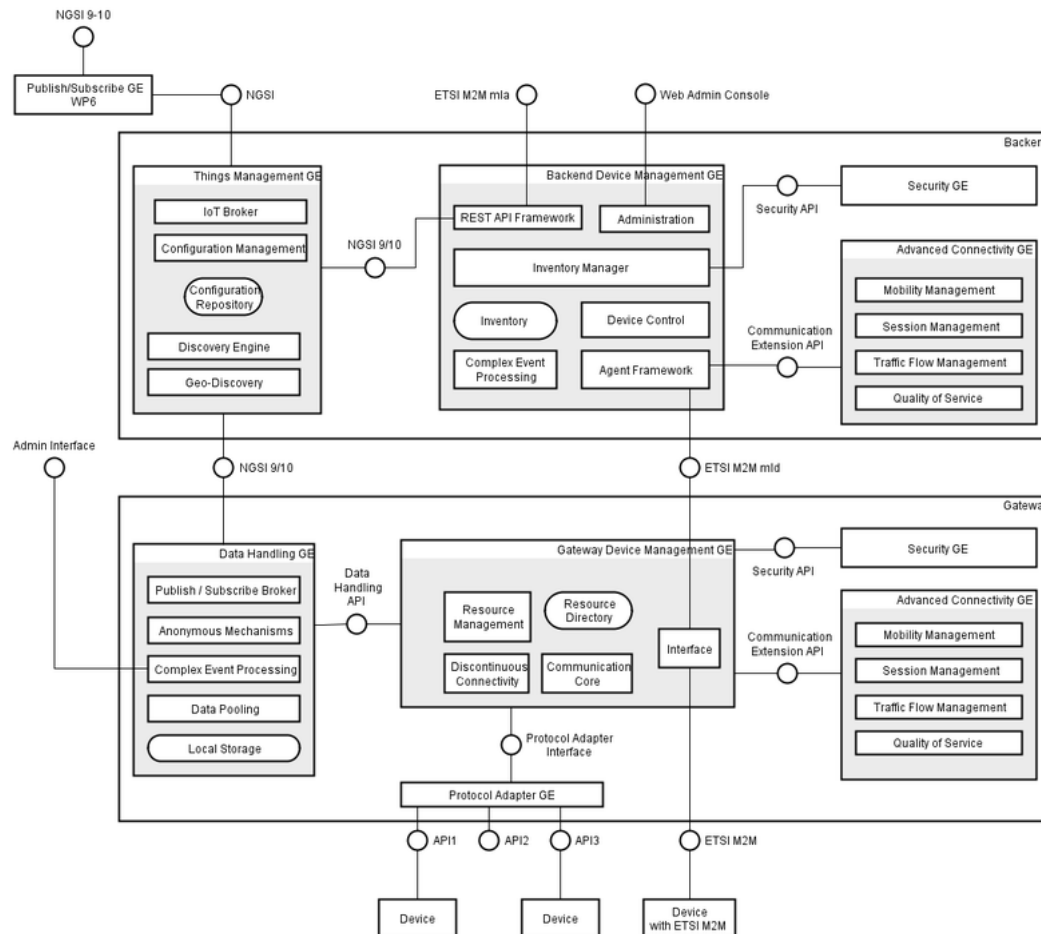 NGSI 9-10
Publish/Subscribe GE
WP6
NGSI
ETSI M2M mIa
Web Admin Console
Backen
Things Management GE
IoT Broker
Configuration Management
Configuration
Repository
Discovery Engine
Geo-Discovery
NGSI 9/10
Backend Device Management GE
REST API Framework
Administration
Inventory Manager
Inventory
Device Control
Complex Event
Processing
Agent Framework
Security API
Security GE
Communication
Extension API
Advanced Connectivity GE
Mobility Management
Session Management
Traffic Flow Management
Quality of Service
Admin Interface
NGSI 9/10
ETSI M2M mId
Gatewa
Data Handling GE
Publish / Subscribe Broker
Anonymous Mechanisms
Complex Event Processing
Data Pooling
Local Storage
Data
Handling
API
Gateway Device Management GE
Resource
Management
Resource
Directory
Interface
Discontinuous
Connectivity
Communication
Core
Security API
Security GE
Communication
Extension API
Advanced Connectivity GE
Mobility Management
Session Management
Traffic Flow Management
Quality of Service
Protocol Adapter
Interface
Protocol Adapter GE
API1
API2
API3
ETSI M2M
Device
Device
Device
with ETSI M2M